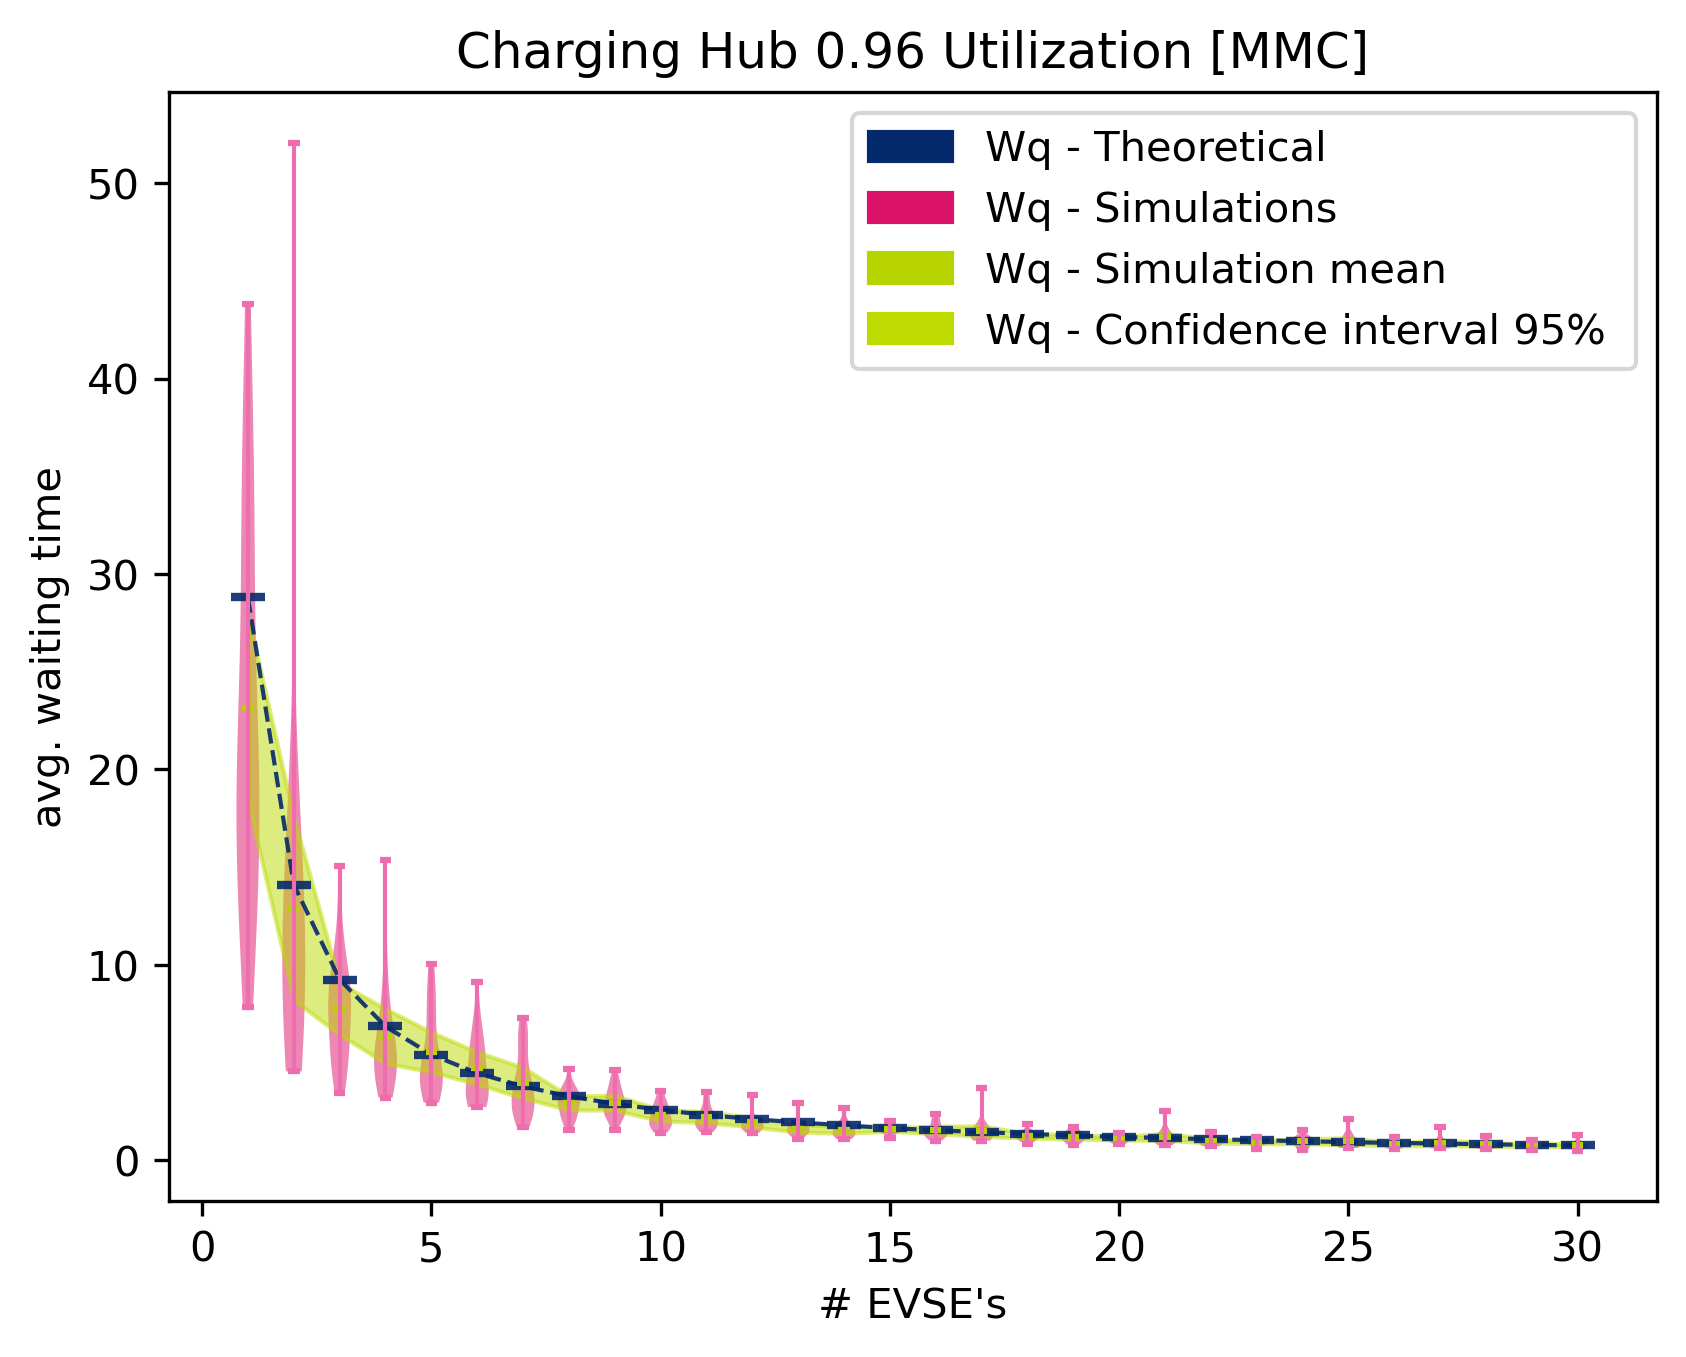 Charging Hub 0.96 Utilization [MMC]
Wq - Theoretical
Wq - Simulations
Wq - Simulation mean
Wq - Confidence interval 95%
avg. waiting time
50
40
30
20
10
0
0 5 10 15 20 25 30
# EVSE's